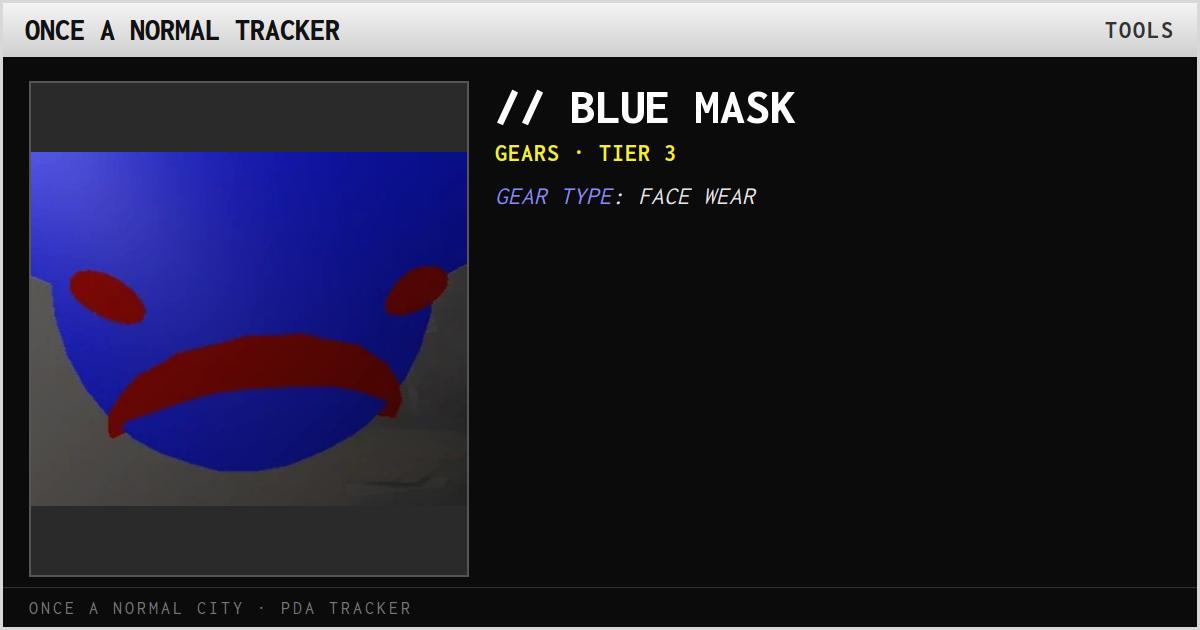 ONCE A NORMAL TRACKER
TOOLS
// BLUE MASK
GEARS · TIER 3
GEAR TYPE: FACE WEAR
ONCE A NORMAL CITY · PDA TRACKER